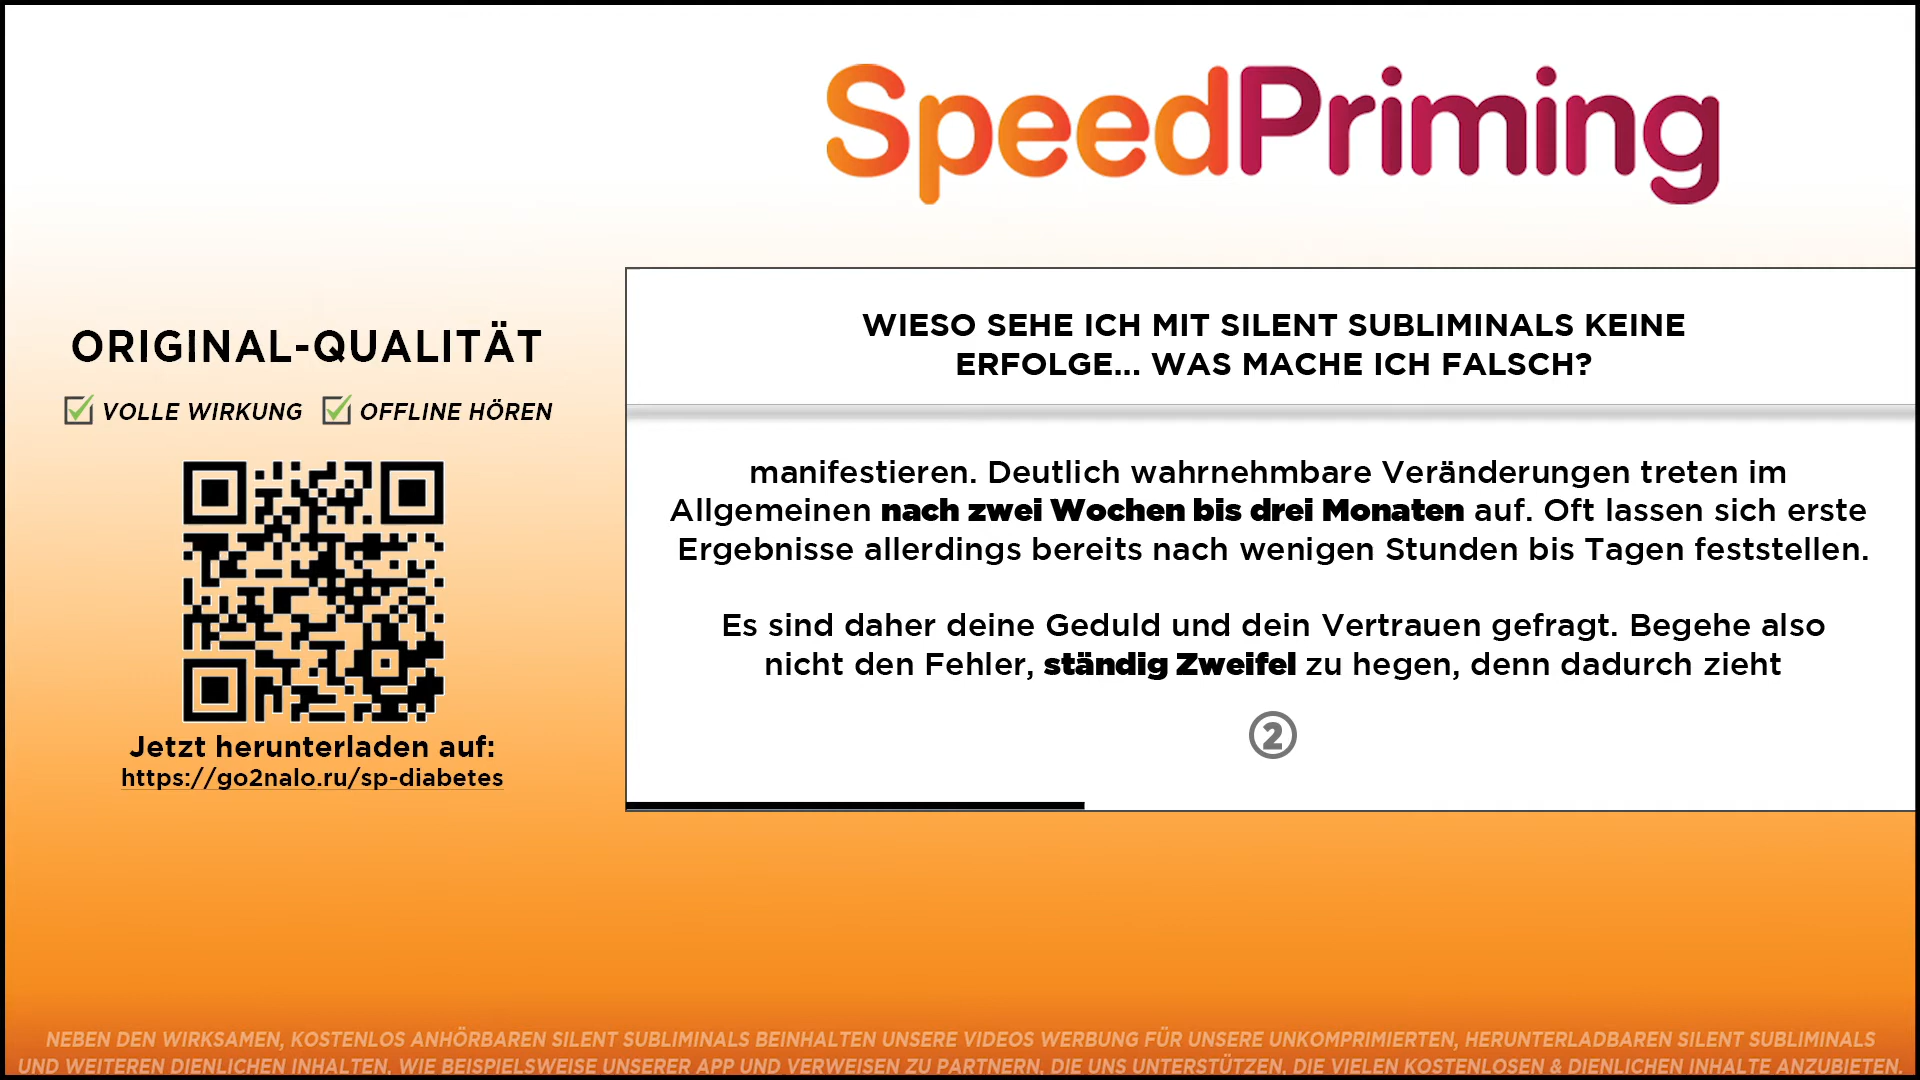 SpeedPriming
ORIGINAL-QUALITÄT
VOLLE WIRKUNG OFFLINE HÖREN
Jetzt herunterladen auf:
https://go2nalo.ru/sp-diabetes
WIESO SEHE ICH MIT SILENT SUBLIMINALS KEINE
ERFOLGE... WAS MACHE ICH FALSCH?
manifestieren. Deutlich wahrnehmbare Veränderungen treten im
Allgemeinen nach zwei Wochen bis drei Monaten auf. Oft lassen sich erste
Ergebnisse allerdings bereits nach wenigen Stunden bis Tagen feststellen.
Es sind daher deine Geduld und dein Vertrauen gefragt. Begehe also
nicht den Fehler, ständig Zweifel zu hegen, denn dadurch zieht
2
NEBEN DEN WIRKSAMEN, KOSTENLOS ANHÖRBAREN SILENT SUBLIMINALS BEINHALTEN UNSERE VIDEOS WERBUNG FÜR UNSERE UNKOMPRIMIERTEN, HERUNTERLADBAREN SILENT SUBLIMINALS
UND WEITEREN DIENLICHEN INHALTEN, WIE BEISPIELSWEISE UNSERER APP UND VERWEISEN ZU PARTNERN, DIE UNS UNTERSTÜTZEN, DIE VIELEN KOSTENLOSEN & DIENLICHEN INHALTE ANZUBIETEN.